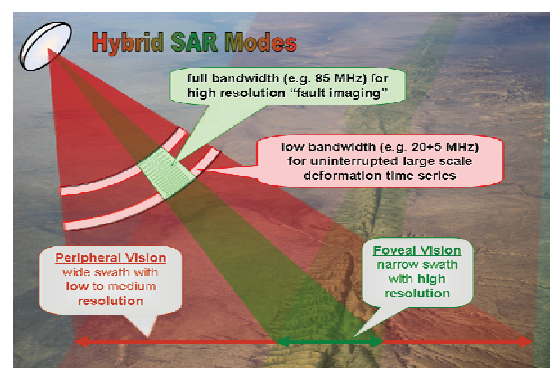 Hybrid SAR Modes
full bandwidth (e.g. 85 MHz) for
high resolution “fault imaging”
low bandwidth (e.g. 20+5 MHz)
for uninterrupted large scale
deformation time series
Peripheral Vision
wide swath with
low to medium
resolution
Foveal Vision
narrow swath
with high
resolution